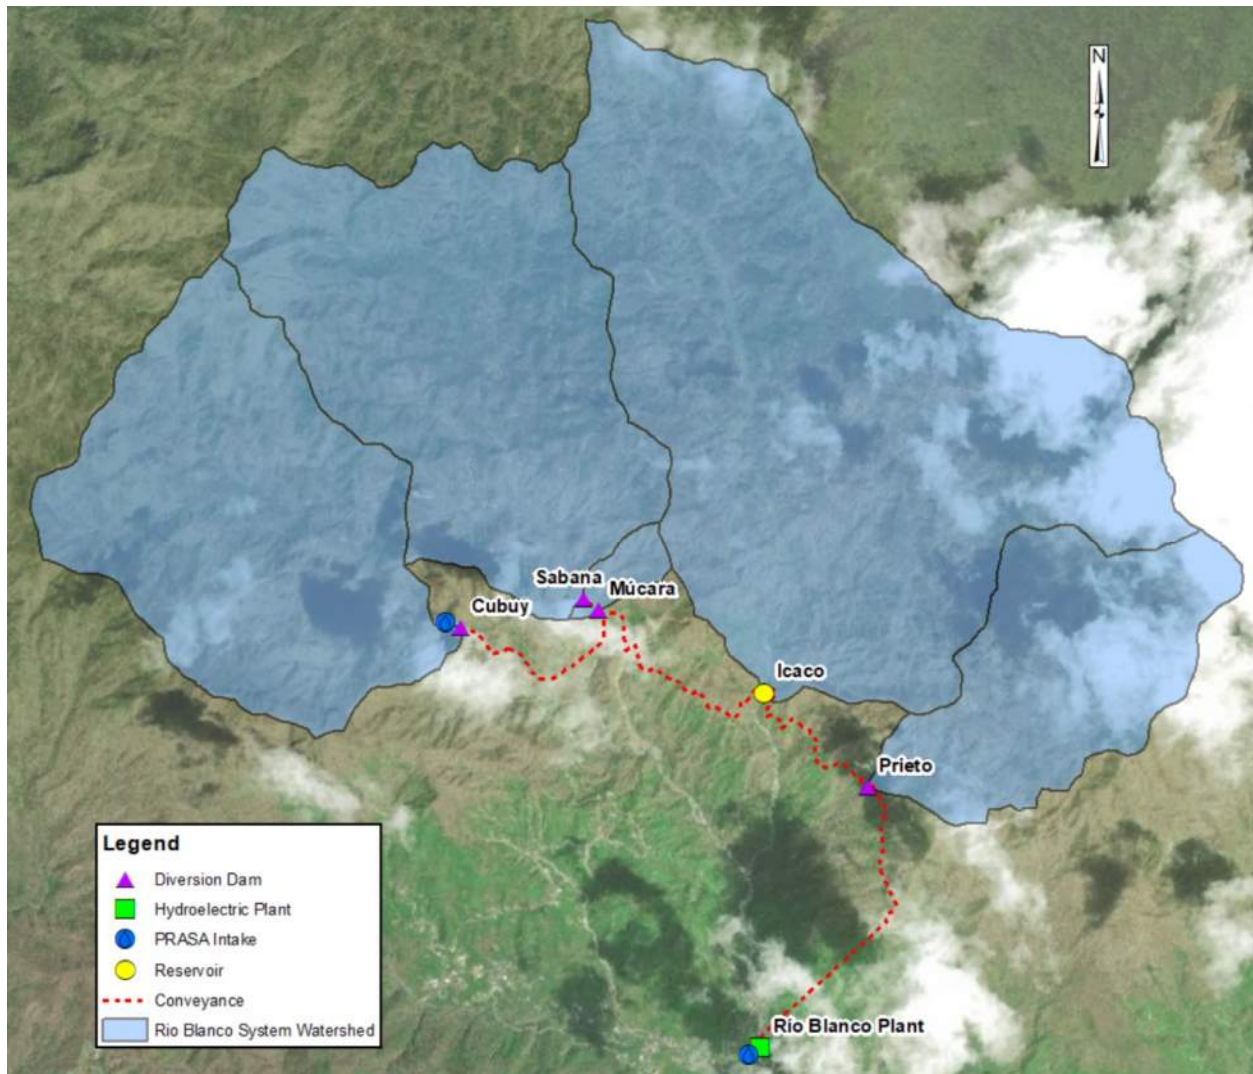 N
Sabana
Múcara
Cubuy
Icaco
Prieto
Rio Blanco Plant
Legend
Diversion Dam
Hydroelectric Plant
PRASA Intake
Reservoir
Conveyance
Rio Blanco System Watershed